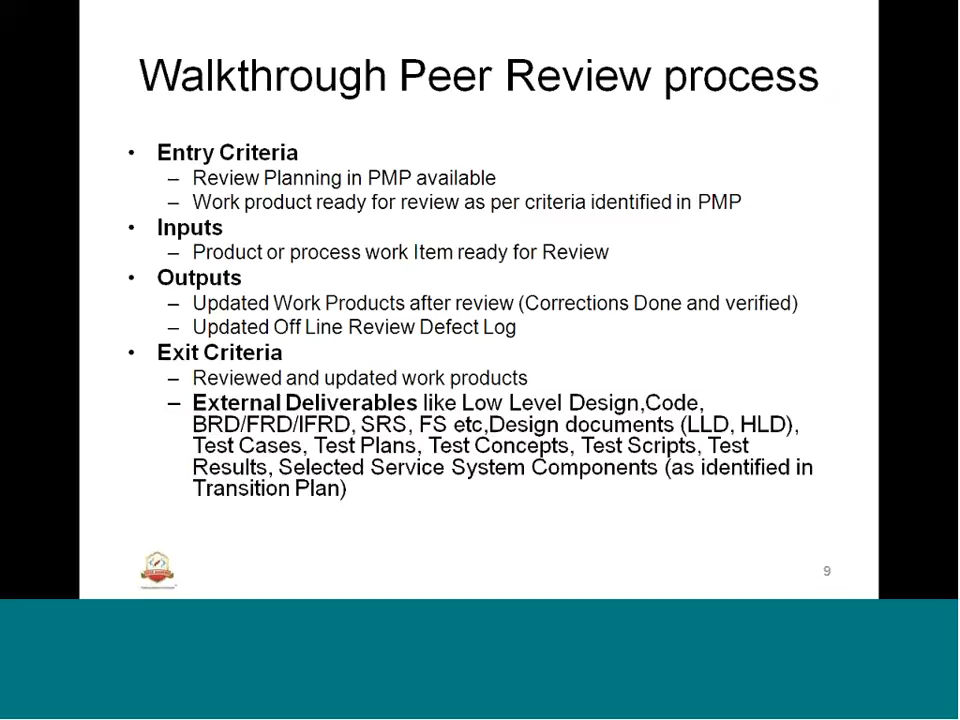 Walkthrough Peer Review process
• Entry Criteria
– Review Planning in PMP available
– Work product ready for review as per criteria identified in PMP
• Inputs
– Product or process work Item ready for Review
• Outputs
– Updated Work Products after review (Corrections Done and verified)
– Updated Off Line Review Defect Log
• Exit Criteria
– Reviewed and updated work products
– External Deliverables like Low Level Design,Code,
BRD/FRD/IFRD, SRS, FS etc,Design documents (LLD, HLD),
Test Cases, Test Plans, Test Concepts, Test Scripts, Test
Results, Selected Service System Components (as identified in
Transition Plan)
9